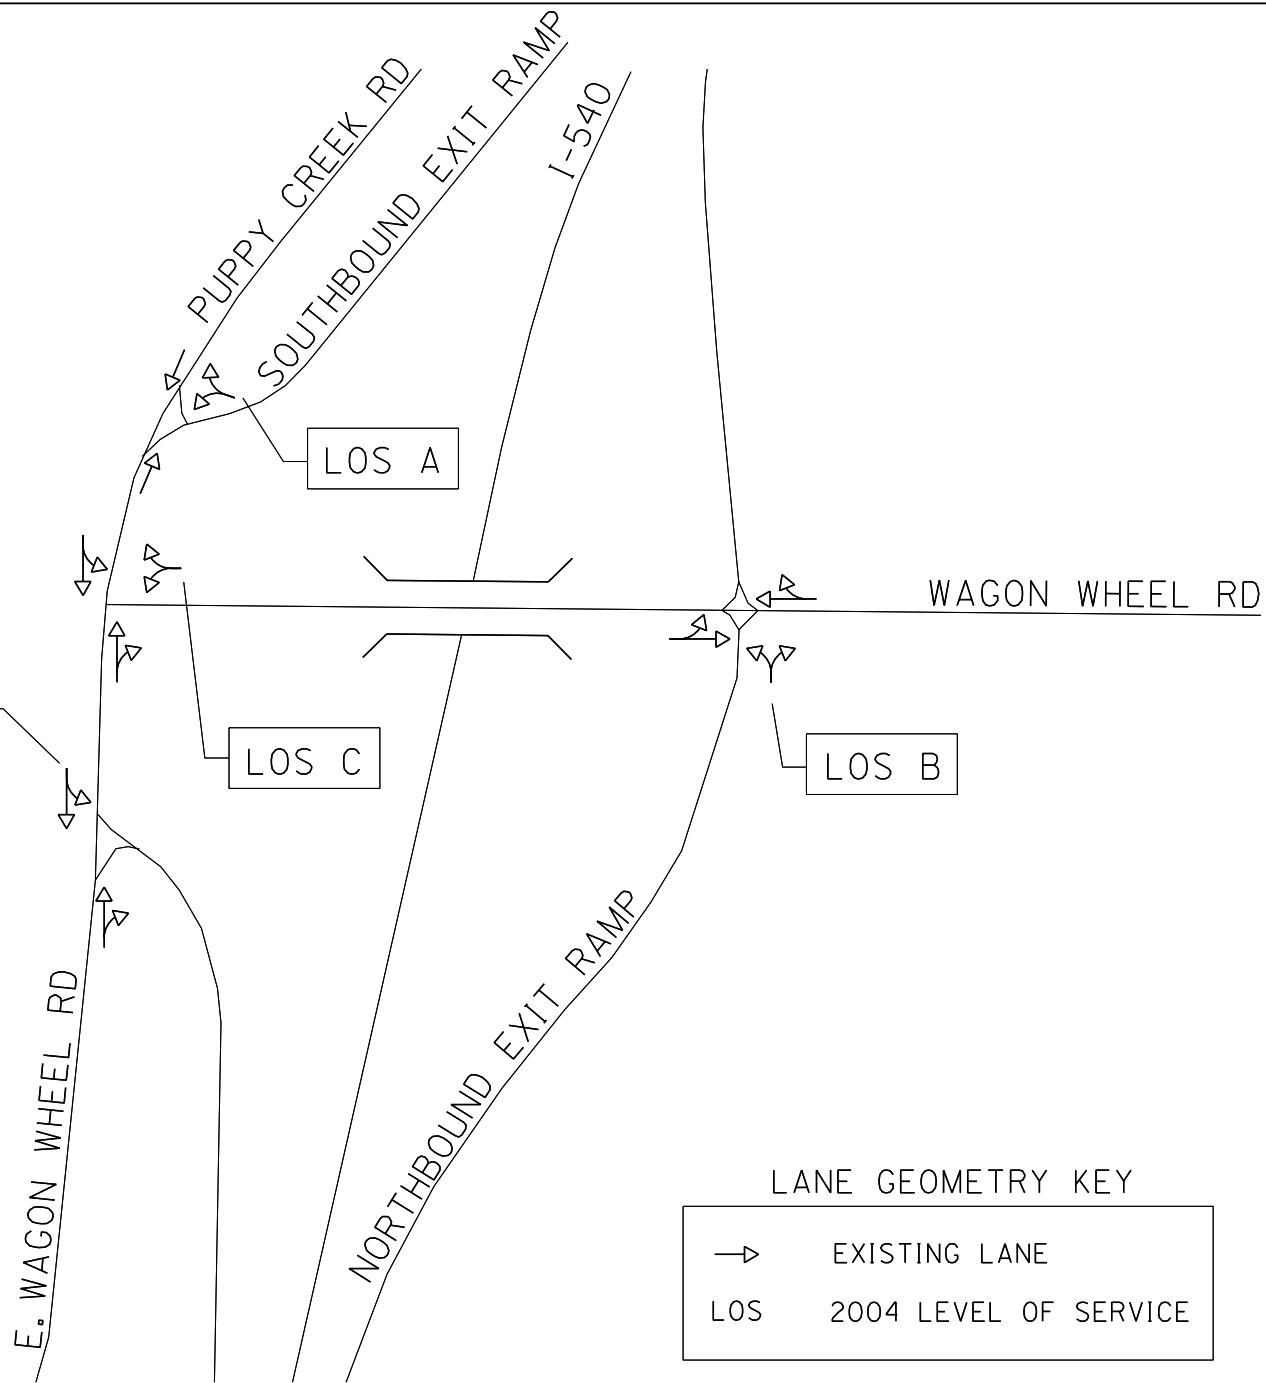 PUPPY CREEK RD
SOUTHBOUND EXIT RAMP
I-540
LOS A
WAGON WHEEL RD
LOS C
LOS B
E. WAGON WHEEL RD
NORTHBOUND EXIT RAMP
LANE GEOMETRY KEY
EXISTING LANE
LOS 2004 LEVEL OF SERVICE